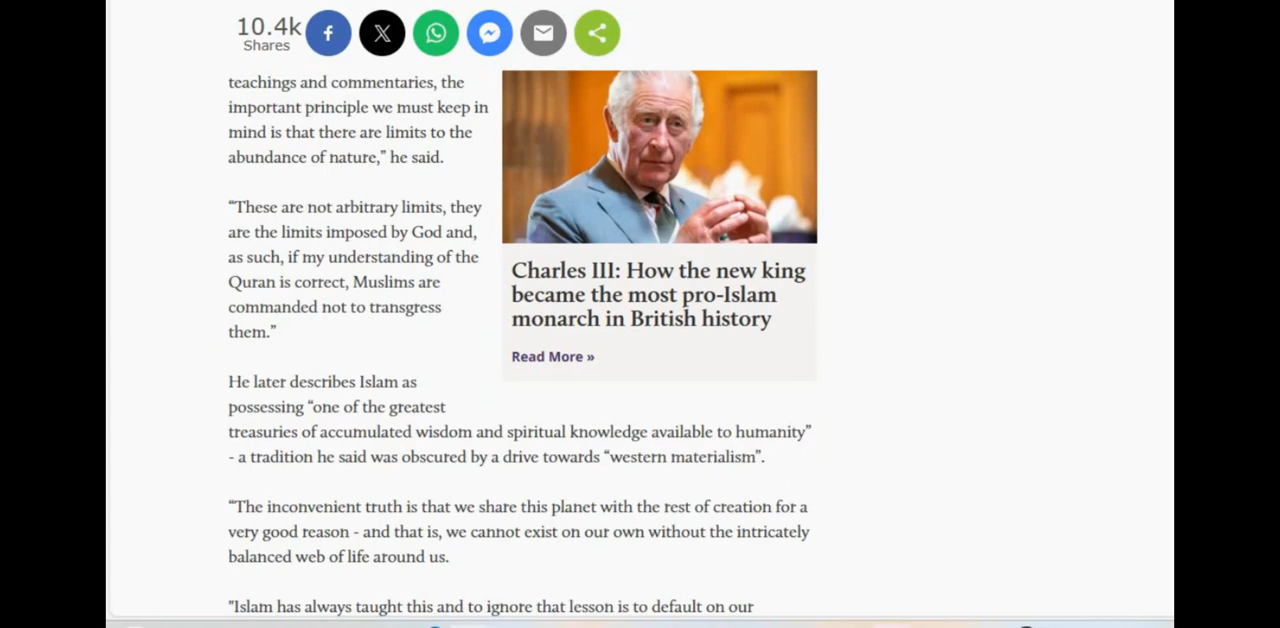 10.4k
Shares
teachings and commentaries, the
important principle we must keep in
mind is that there are limits to the
abundance of nature,” he said.
“These are not arbitrary limits, they
are the limits imposed by God and,
as such, if my understanding of the
Quran is correct, Muslims are
commanded not to transgress
them.”
Charles III: How the new king
became the most pro-Islam
monarch in British history
Read More »
He later describes Islam as
possessing “one of the greatest
treasuries of accumulated wisdom and spiritual knowledge available to humanity”
- a tradition he said was obscured by a drive towards “western materialism”.
“The inconvenient truth is that we share this planet with the rest of creation for a
very good reason - and that is, we cannot exist on our own without the intricately
balanced web of life around us.
"Islam has always taught this and to ignore that lesson is to default on our